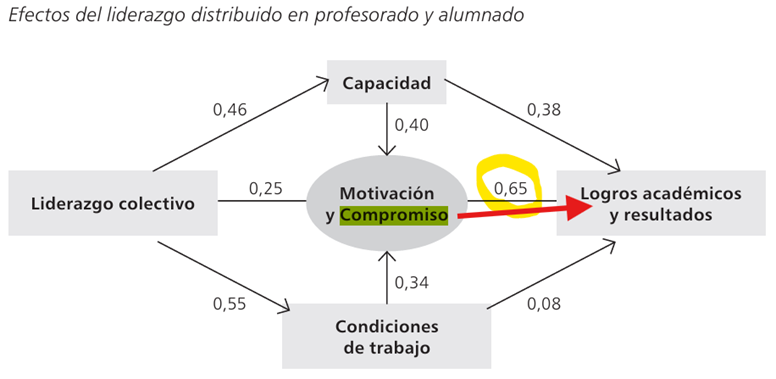 Efectos del liderazgo distribuido en profesorado y alumnado
Capacidad
0,46
0,38
0,40
Liderazgo colectivo
0,25
Motivación
y Compromiso
0,65
Logros académicos
y resultados
0,34
0,55
0,08
Condiciones
de trabajo